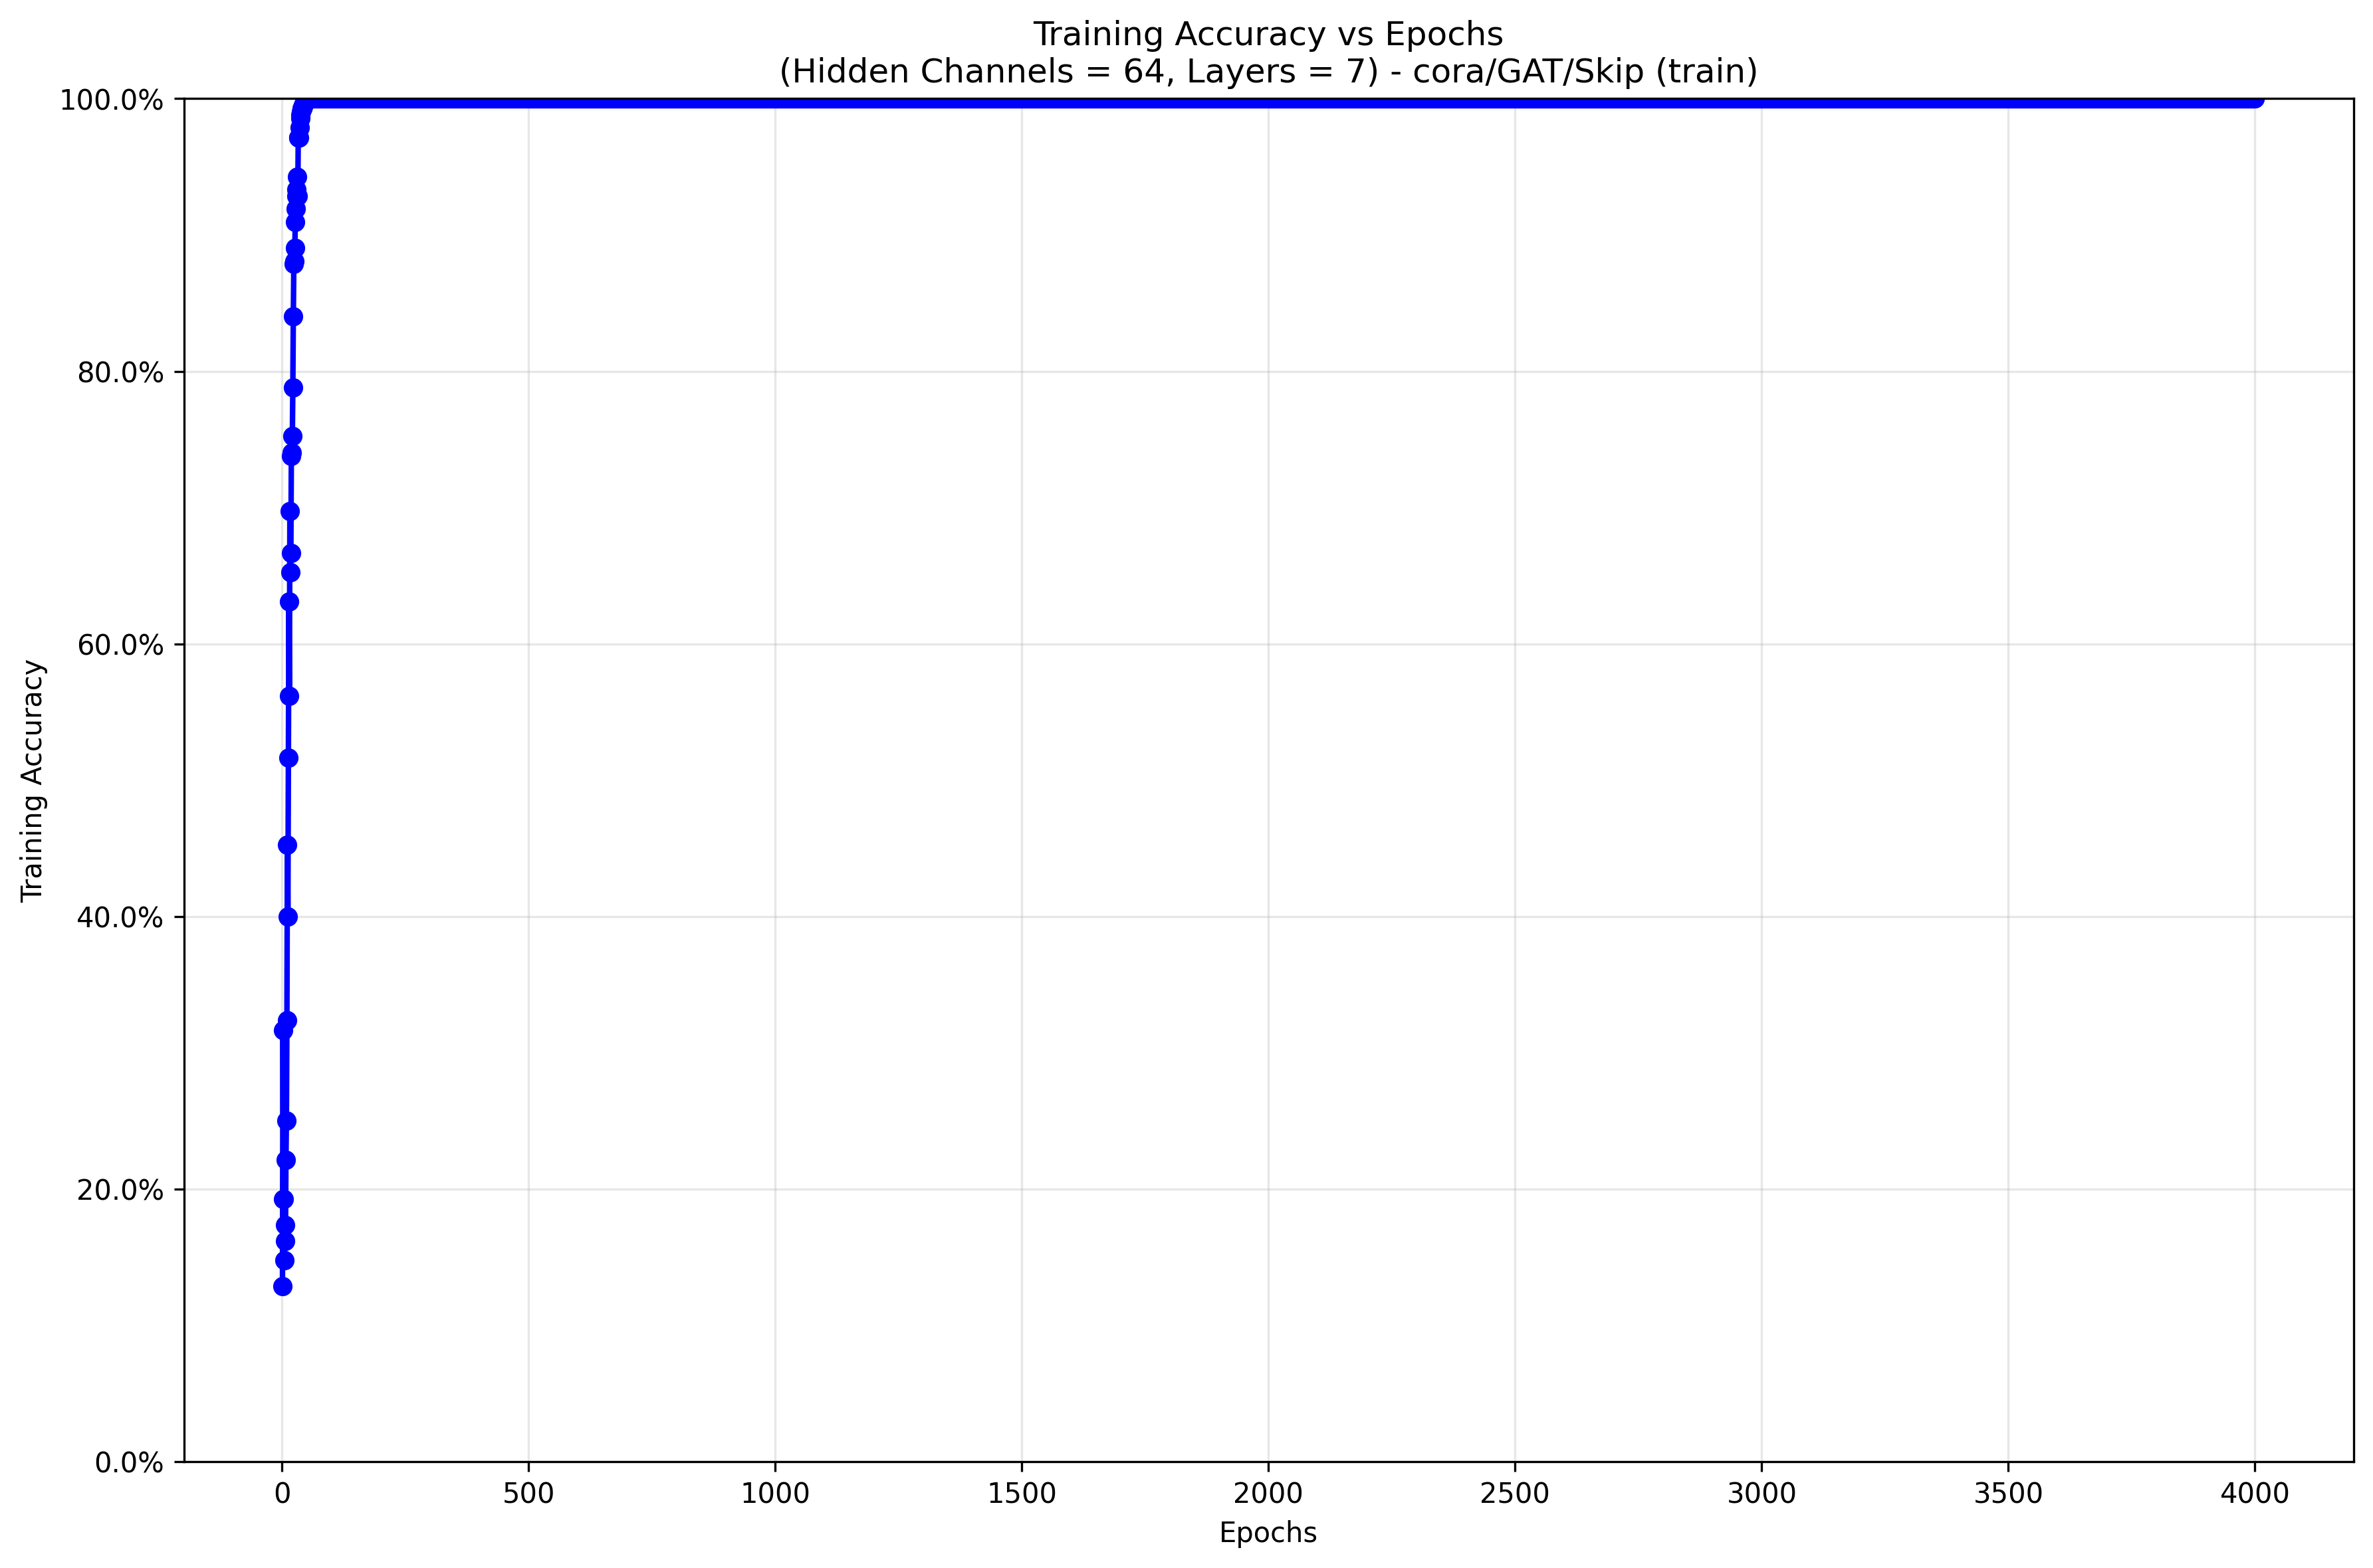 Training Accuracy vs Epochs
(Hidden Channels = 64, Layers = 7) - cora/GAT/Skip (train)
Training Accuracy
100.0%
80.0%
60.0%
40.0%
20.0%
0.0%
0 500 1000 1500 2000 2500 3000 3500 4000
Epochs